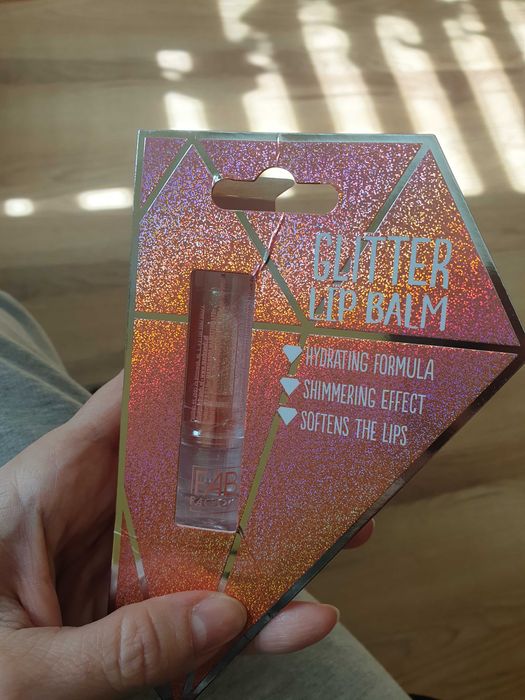 GLITTER
LIP BALM
HYDRATING FORMULA
SHIMMERING EFFECT
SOFTENS THE LIPS